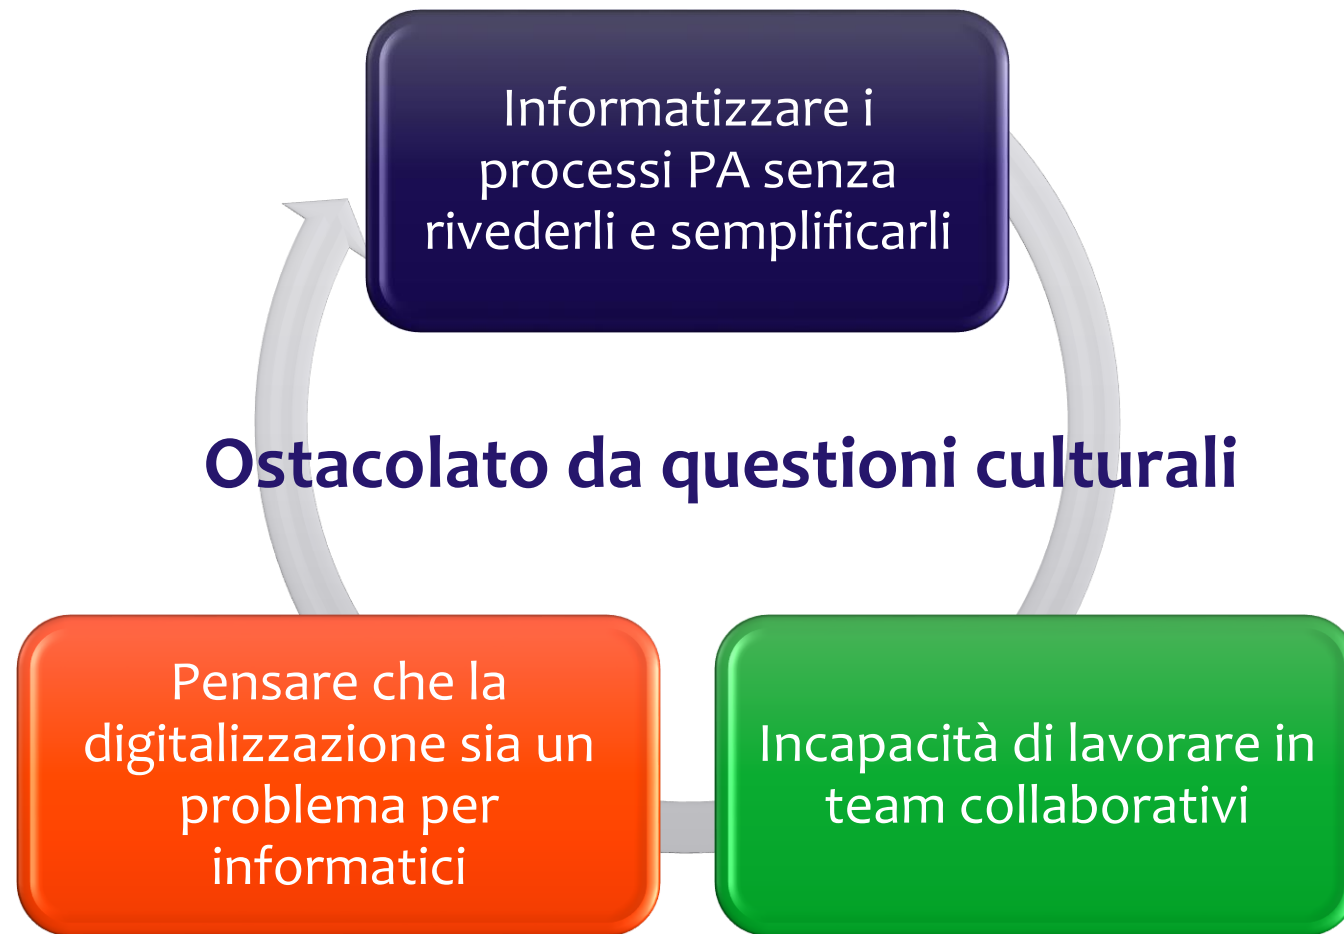 Informatizzare i
processi PA senza
rivederli e semplificarli
Ostacolato da questioni culturali
Pensare che la
digitalizzazione sia un
problema per
informatici
Incapacità di lavorare in
team collaborativi